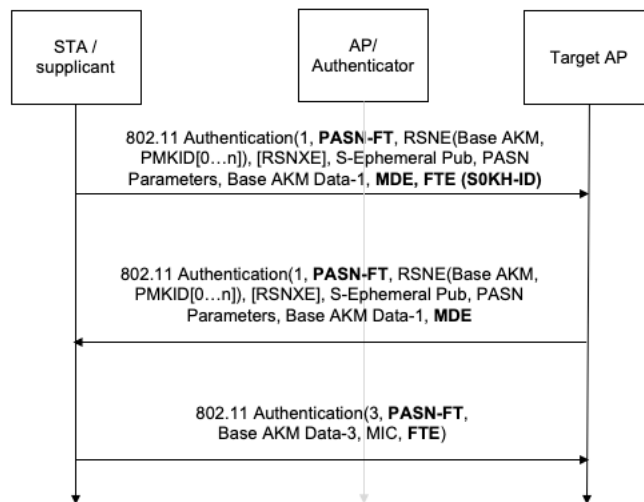 STA /
supplicant
AP/
Authenticator
Target AP
802.11 Authentication(1, PASN-FT, RSNE(Base AKM,
PMKID[0…n]), [RSNXE], S-Ephemeral Pub, PASN
Parameters, Base AKM Data-1, MDE, FTE (S0KH-ID)
802.11 Authentication(1, PASN-FT, RSNE(Base AKM,
PMKID[0…n]), [RSNXE], S-Ephemeral Pub, PASN
Parameters, Base AKM Data-1, MDE
802.11 Authentication(3, PASN-FT,
Base AKM Data-3, MIC, FTE)